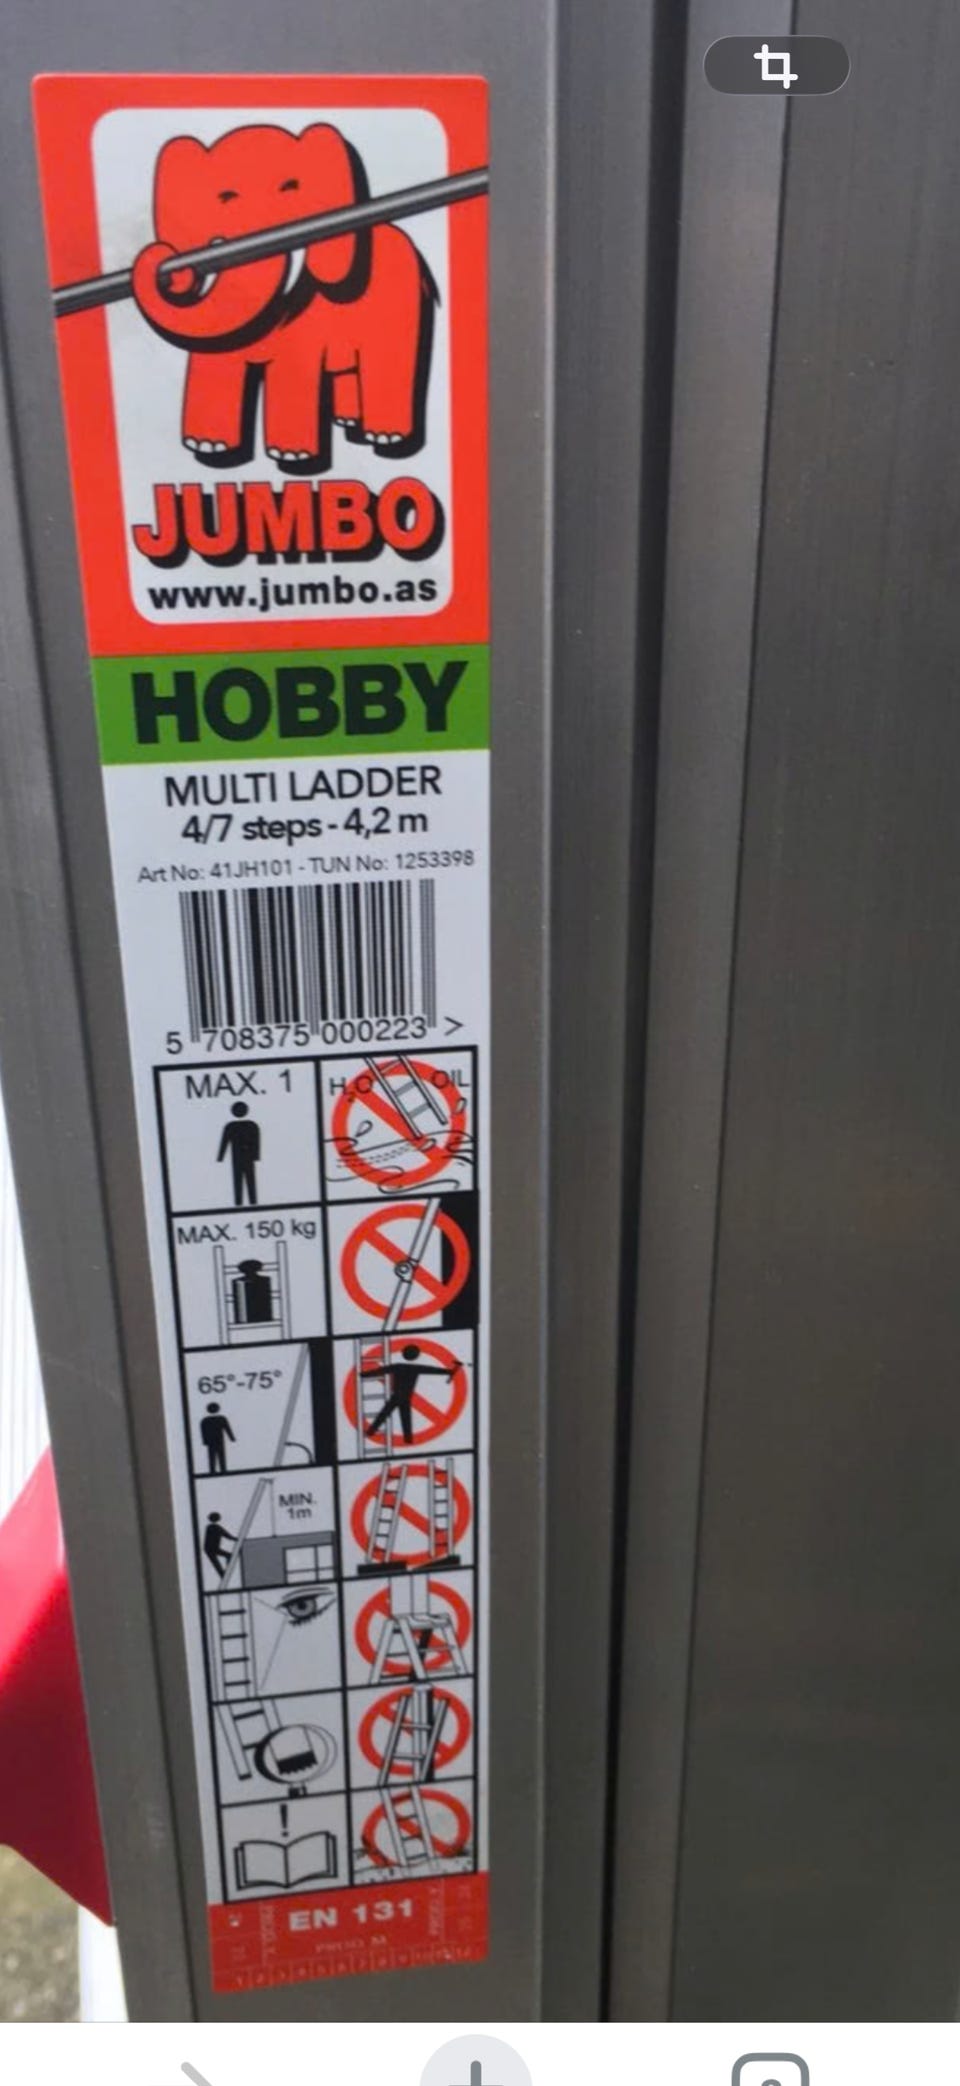 JUMBO
www.jumbo.as
HOBBY
MULTI LADDER
4/7 steps - 4,2 m
Art No: 41JH101 - TUN No: 1253398
5 708375 000223 >
MAX. 1
H₂O OIL
MAX. 150 kg
65°-75°
MIN.
1m
!
EN 131